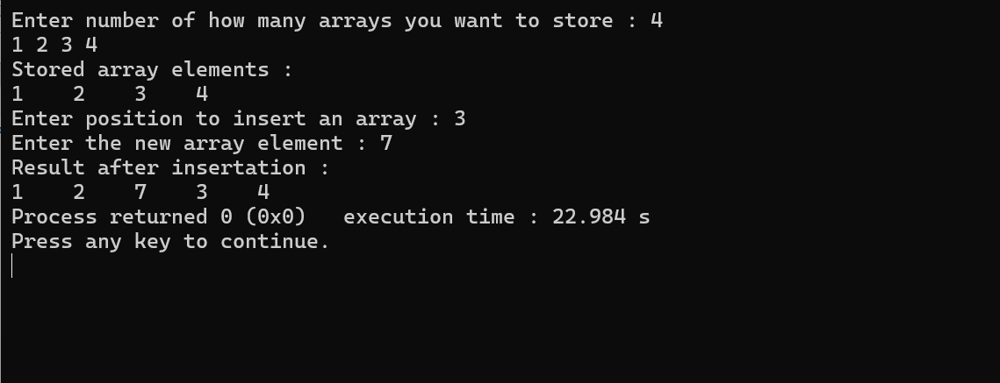 Enter number of how many arrays you want to store : 4
1 2 3 4
Stored array elements :
1    2    3    4
Enter position to insert an array : 3
Enter the new array element : 7
Result after insertation :
1    2    7    3    4
Process returned 0 (0x0)   execution time : 22.984 s
Press any key to continue.